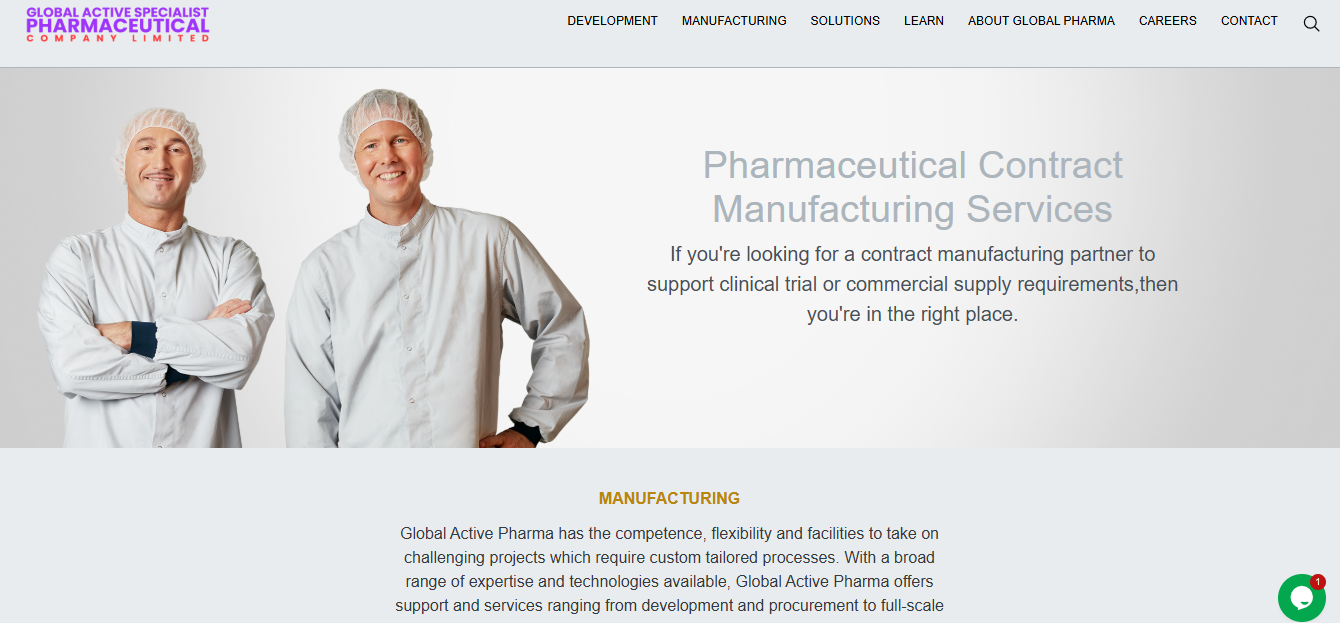 GLOBAL ACTIVE SPECIALIST
PHARMACEUTICAL
COMPANY LIMITED
DEVELOPMENT MANUFACTURING SOLUTIONS LEARN ABOUT GLOBAL PHARMA CAREERS CONTACT
Pharmaceutical Contract
Manufacturing Services
If you're looking for a contract manufacturing partner to
support clinical trial or commercial supply requirements,then
you're in the right place.
MANUFACTURING
Global Active Pharma has the competence, flexibility and facilities to take on
challenging projects which require custom tailored processes. With a broad
range of expertise and technologies available, Global Active Pharma offers
support and services ranging from development and procurement to full-scale
1